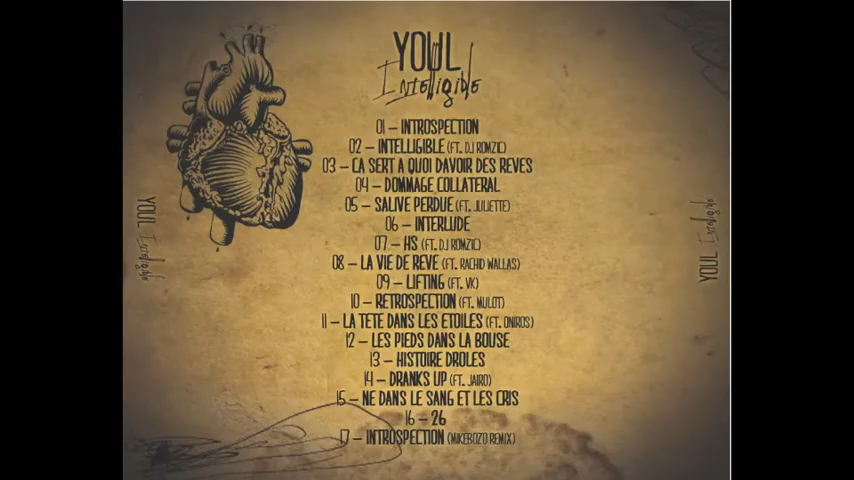 YOUL
Intelligible
01 – INTROSPECTION
02 – INTELLIGIBLE (FT. DJ ROMZIC)
03 – CA SERT A QUOI DAVOIR DES REVES
04 – DOMMAGE COLLATERAL
05 – SALIVE PERDUE (FT. JULIETTE)
06 – INTERLUDE
07 – HS (FT. DJ ROMZIC)
08 – LA VIE DE REVE (FT. RACHID WALLAS)
09 – LIFTING (FT. VK)
10 – RETROSPECTION (FT. MULOT)
11 – LA TETE DANS LES ETOILES (FT. ONIROS)
12 – LES PIEDS DANS LA BOUSE
13 – HISTOIRE DROLES
14 – DRANKS UP (FT. JAIRO)
15 – NE DANS LE SANG ET LES CRIS
16 – 26
17 – INTROSPECTION (MIKEBOZO REMIX)
YOUL Intelligible
YOUL Intelligible